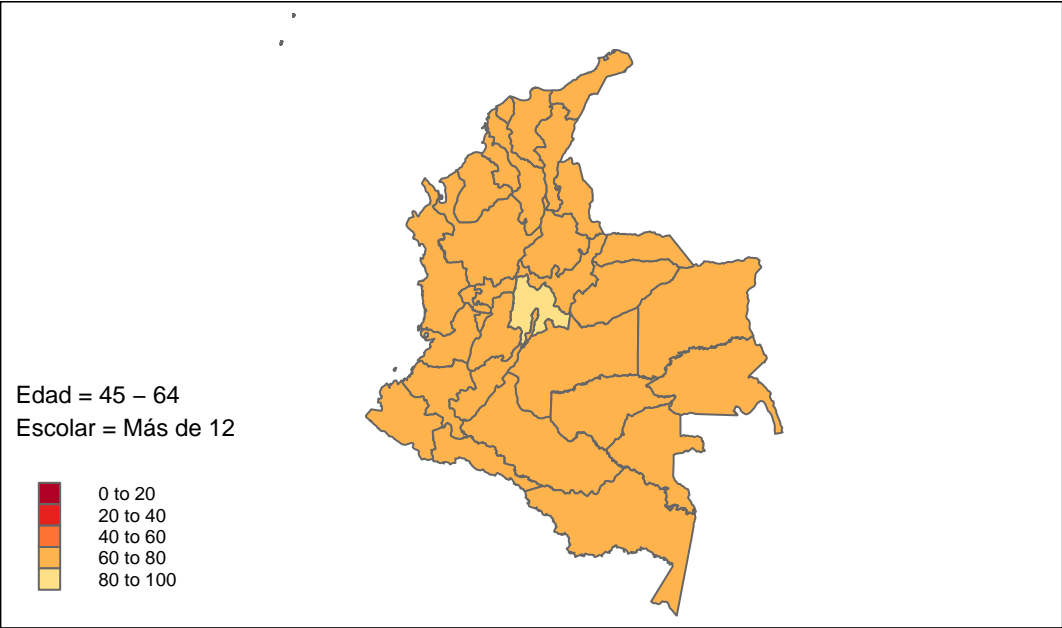 Edad = 45 – 64
Escolar = Más de 12
0 to 20
20 to 40
40 to 60
60 to 80
80 to 100